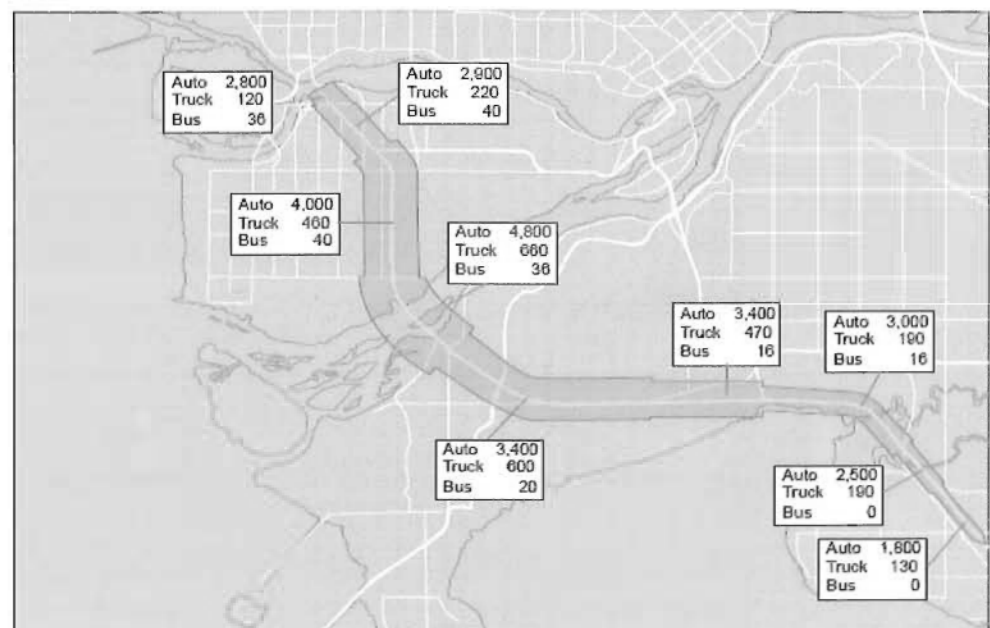 Auto 2,800
Truck 120
Bus 36
Auto 2,900
Truck 220
Bus 40
Auto 4,000
Truck 460
Bus 40
Auto 4,800
Truck 660
Bus 36
Auto 3,400
Truck 470
Bus 16
Auto 3,000
Truck 190
Bus 16
Auto 3,400
Truck 600
Bus 20
Auto 2,500
Truck 190
Bus 0
Auto 1,800
Truck 130
Bus 0